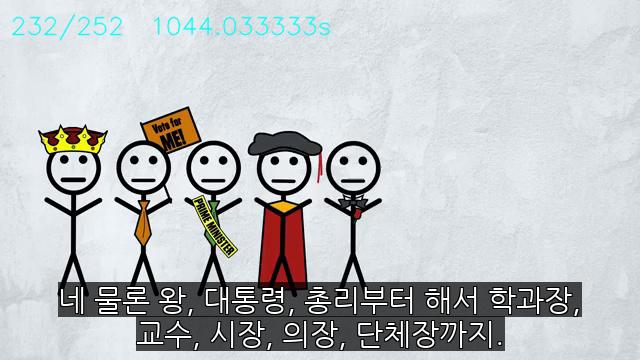 232/252 1044.033333s
Vote for
ME!
PRIME MINISTER
네 물론 왕, 대통령, 총리부터 해서 학과장,
교수, 시장, 의장, 단체장까지.